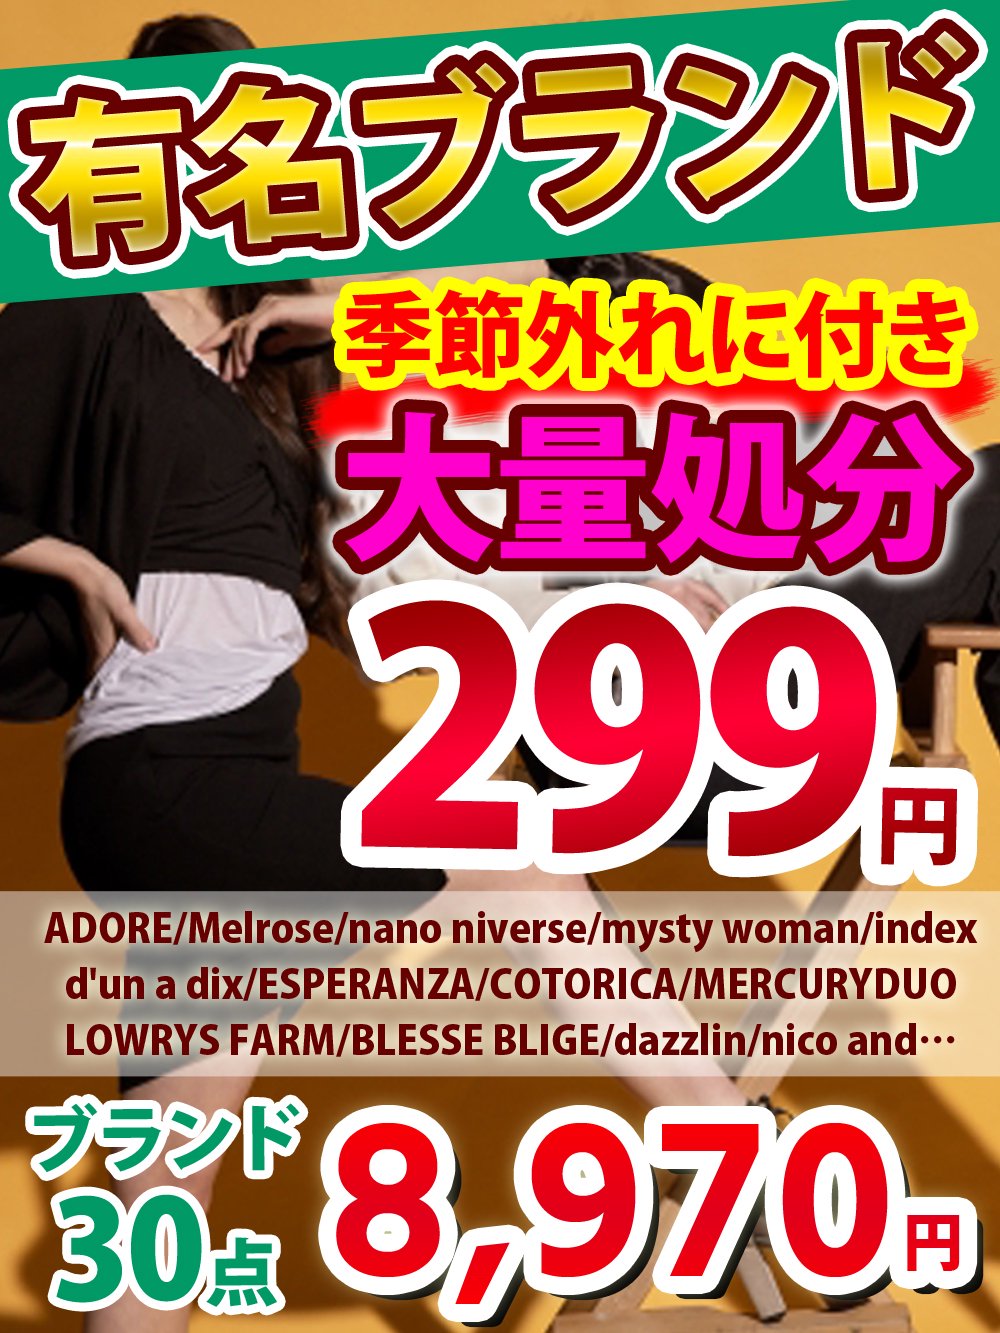 有名ブランド
季節外れに付き
大量処分
299円
ADORE/Melrose/nano niverse/mysty woman/index
d'un a dix/ESPERANZA/COTORICA/MERCURYDUO
LOWRYS FARM/BLESSE BLIGE/dazzlin/nico and…
ブランド
30点
8,970円